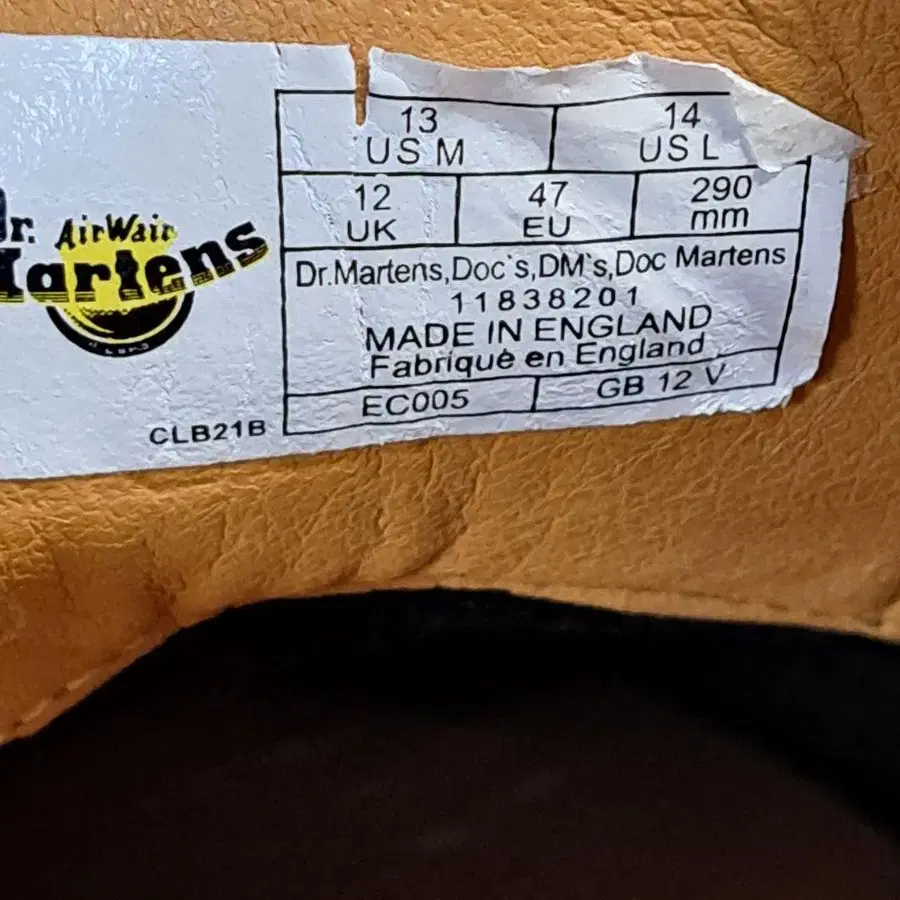 Dr. AirWair
Martens
CLB21B
13
US M
14
US L
12
UK
47
EU
290
mm
Dr.Martens,Doc`s,DM`s,Doc Martens
11838201
MADE IN ENGLAND
Fabriqué en England
EC005
GB 12 V